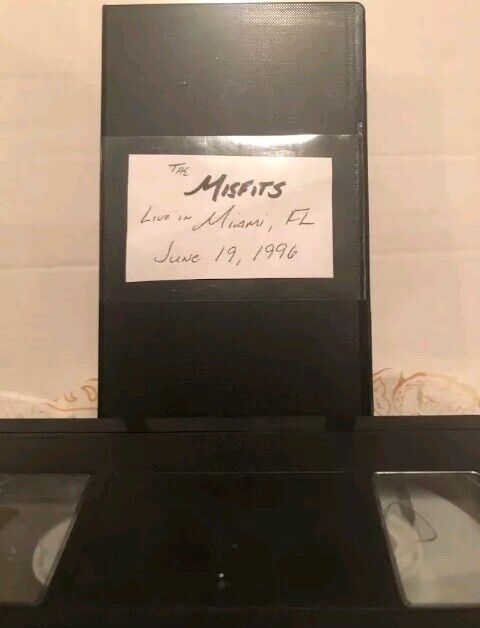 The
Misfits
Live in Miami, FL
June 19, 1996